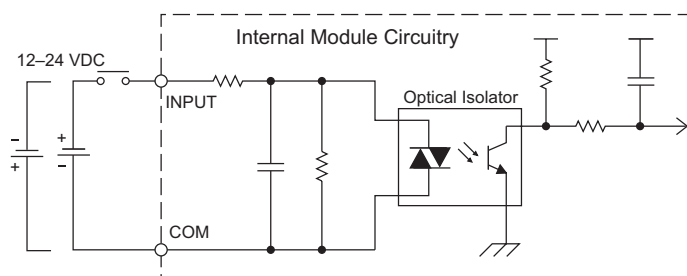 Internal Module Circuitry
12–24 VDC
INPUT
Optical Isolator
–
+
+
–
COM